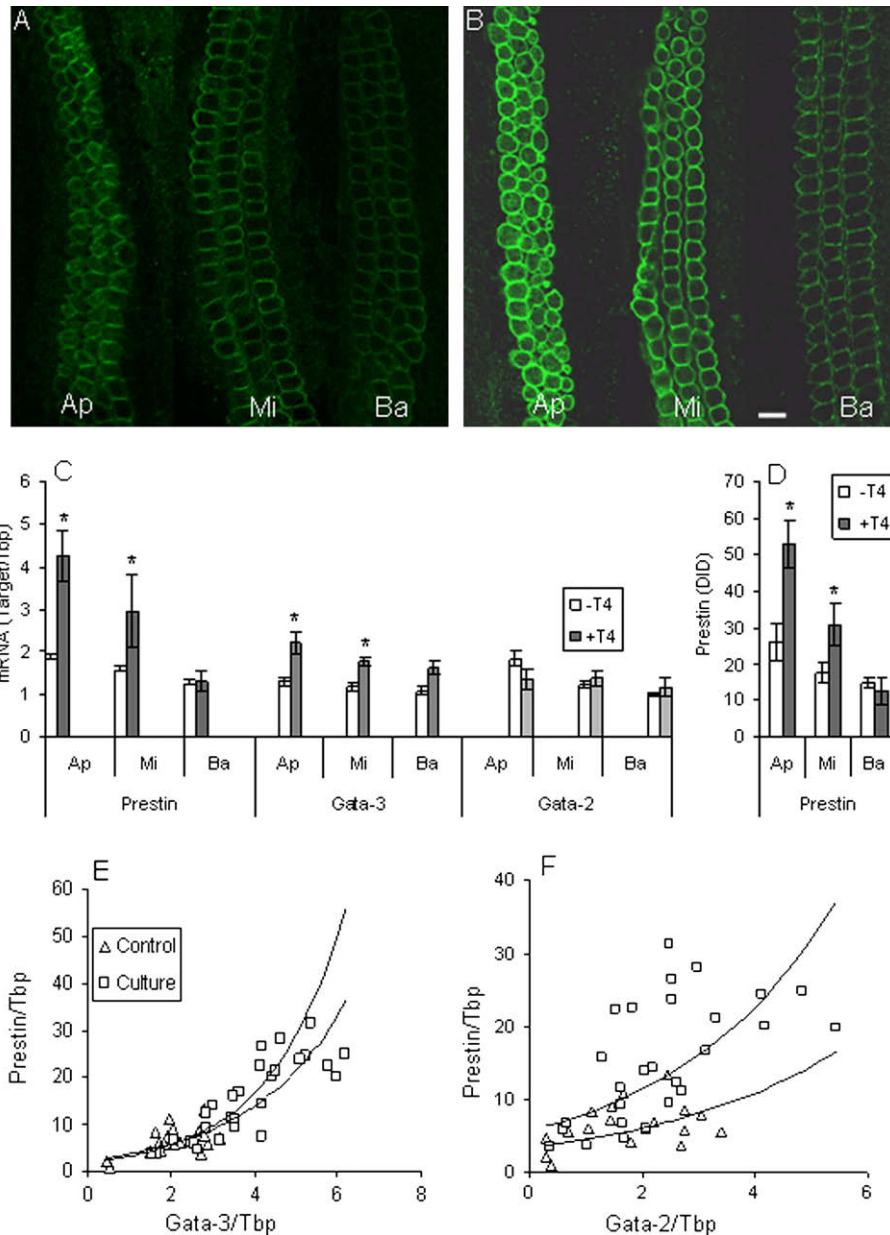 A
B
Ap Mi Ba
Ap Mi Ba
C
mRNA (Target/Tbp)
6
5
4
3
2
1
0
* * * *
-T4
+T4
Ap Mi Ba Ap Mi Ba Ap Mi Ba
Prestin Gata-3 Gata-2
D
Prestin (DID)
70
60
50
40
30
20
10
0
* *
-T4
+T4
Ap Mi Ba
Prestin
E
Prestin/Tbp
60
50
40
30
20
10
0
Control
Culture
0 2 4 6 8
Gata-3/Tbp
F
Prestin/Tbp
40
30
20
10
0
0 2 4 6
Gata-2/Tbp